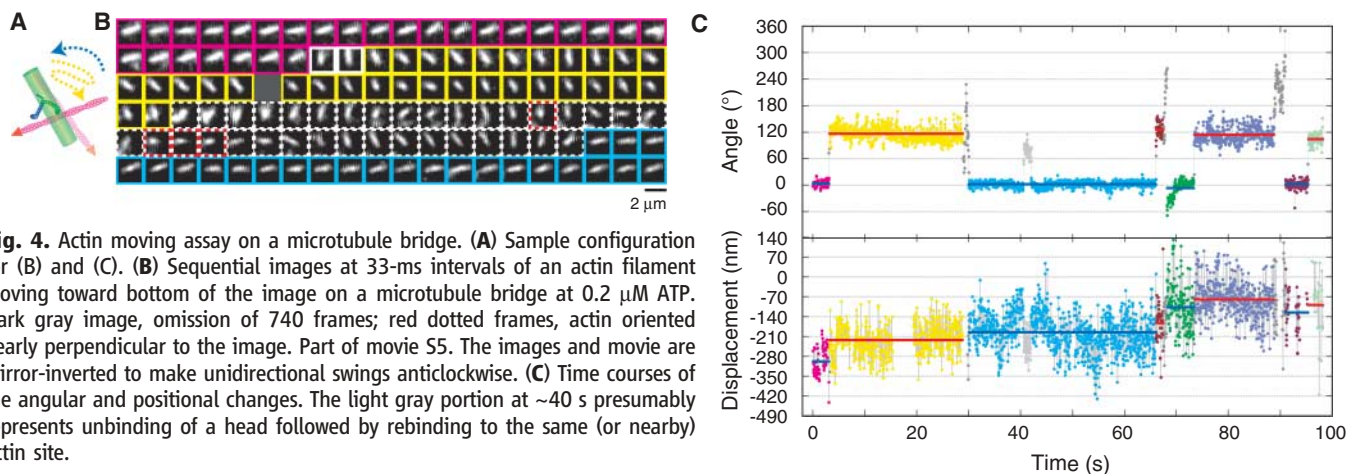 A
B
2 μm
C
360
300
240
180
120
60
0
-60
Angle (°)
140
70
0
-70
-140
-210
-280
-350
-420
-490
Displacement (nm)
0 20 40 60 80 100
Time (s)
ig. 4. Actin moving assay on a microtubule bridge. (A) Sample configuration
r (B) and (C). (B) Sequential images at 33-ms intervals of an actin filament
oving toward bottom of the image on a microtubule bridge at 0.2 μM ATP.
ark gray image, omission of 740 frames; red dotted frames, actin oriented
early perpendicular to the image. Part of movie S5. The images and movie are
irror-inverted to make unidirectional swings anticlockwise. (C) Time courses of
e angular and positional changes. The light gray portion at ~40 s presumably
presents unbinding of a head followed by rebinding to the same (or nearby)
ctin site.